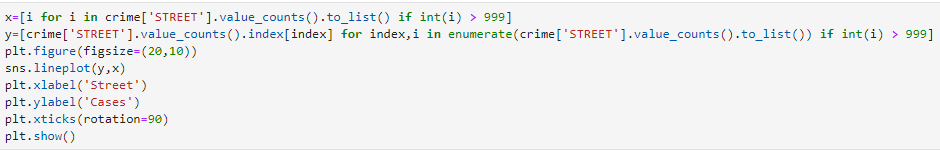 x=[i for i in crime['STREET'].value_counts().to_list() if int(i) > 999]
y=[crime['STREET'].value_counts().index[index] for index,i in enumerate(crime['STREET'].value_counts().to_list()) if int(i) > 999]
plt.figure(figsize=(20,10))
sns.lineplot(y,x)
plt.xlabel('Street')
plt.ylabel('Cases')
plt.xticks(rotation=90)
plt.show()